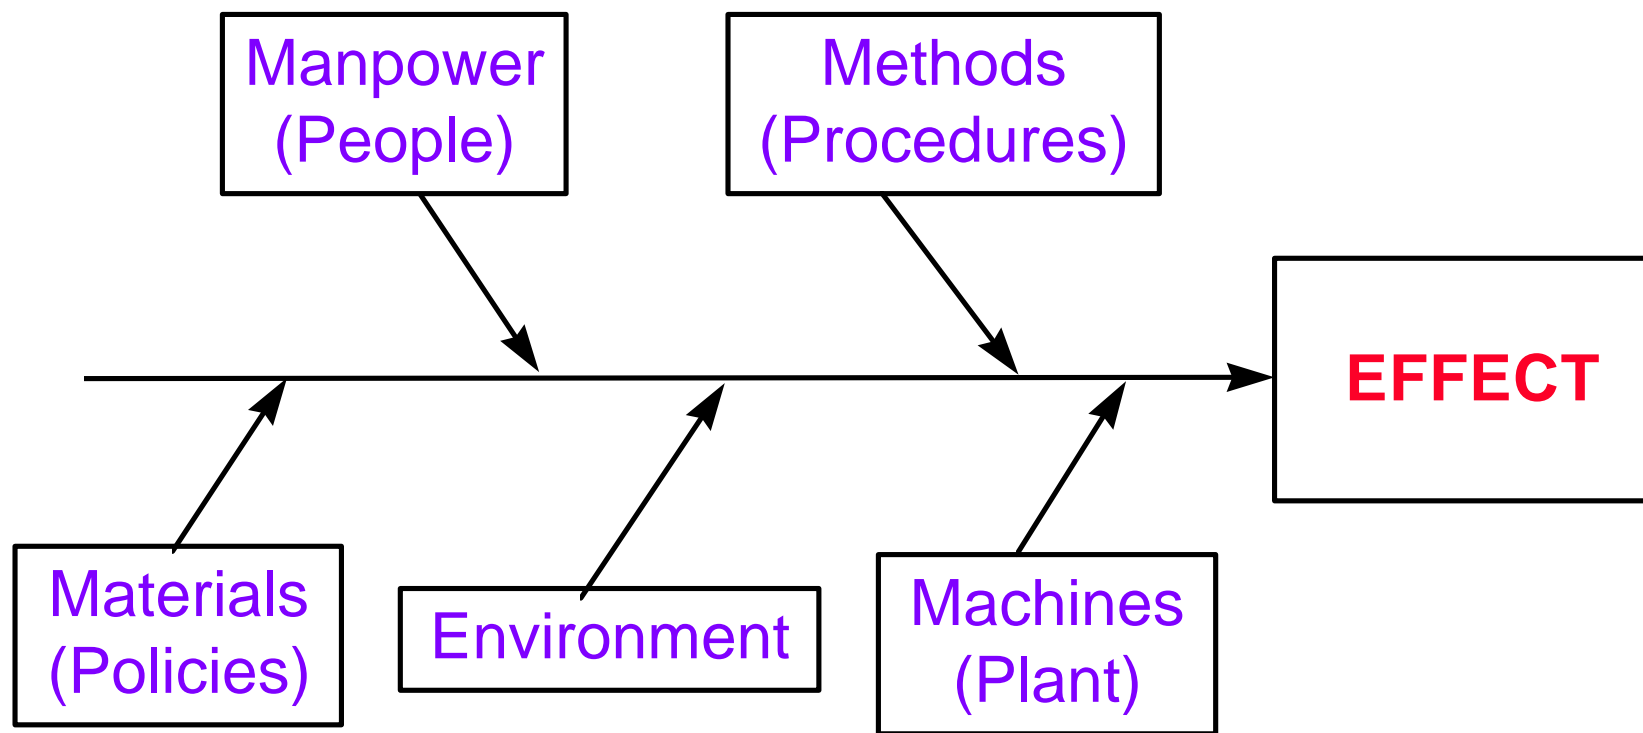 Manpower
(People)
Methods
(Procedures)
EFFECT
Materials
(Policies)
Environment
Machines
(Plant)